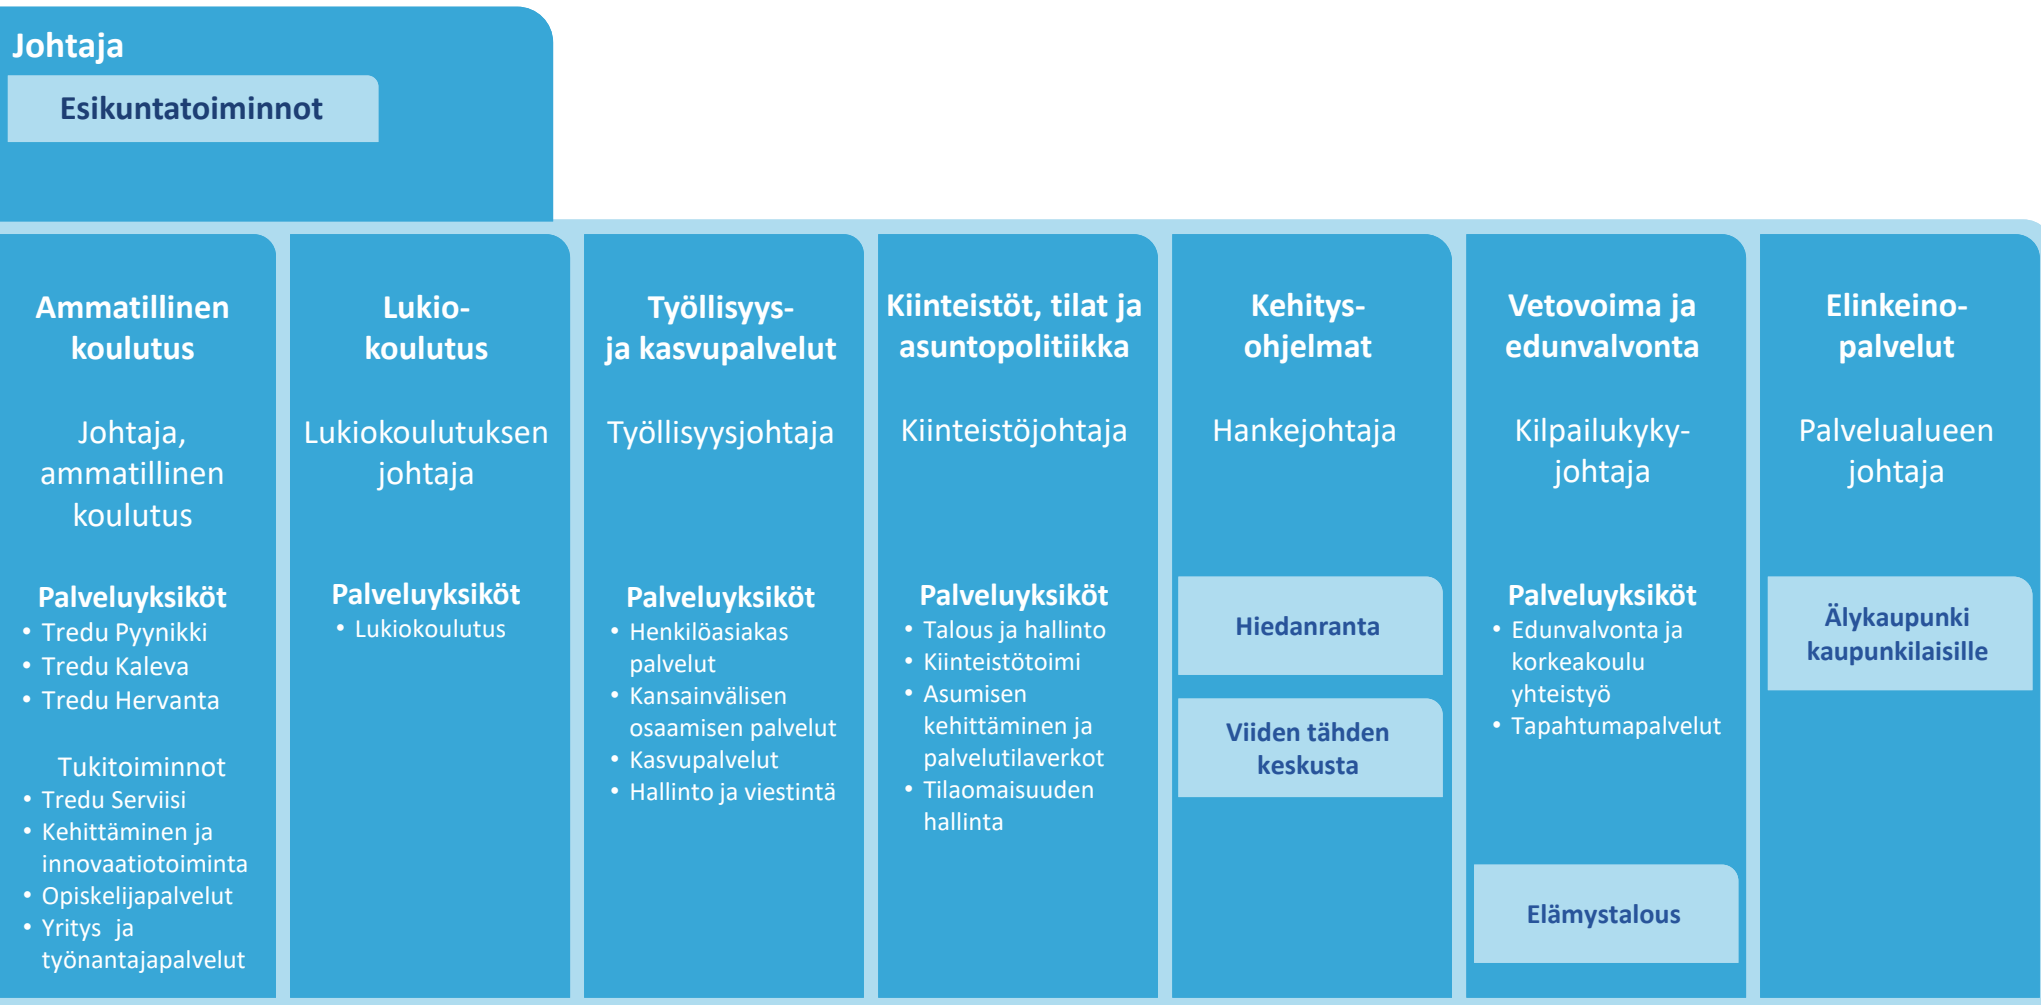 Johtaja
Esikuntatoiminnot
Ammatillinen
koulutus
Johtaja,
ammatillinen
koulutus
Palveluyksiköt
• Tredu Pyynikki
• Tredu Kaleva
• Tredu Hervanta
Tukitoiminnot
• Tredu Serviisi
• Kehittäminen ja
innovaatiotoiminta
• Opiskelijapalvelut
• Yritys ja
työnantajapalvelut
Lukio-
koulutus
Lukiokoulutuksen
johtaja
Palveluyksiköt
• Lukiokoulutus
Työllisyys-
ja kasvupalvelut
Työllisyysjohtaja
Palveluyksiköt
• Henkilöasiakas
palvelut
• Kansainvälisen
osaamisen palvelut
• Kasvupalvelut
• Hallinto ja viestintä
Kiinteistöt, tilat ja
asuntopolitiikka
Kiinteistöjohtaja
Palveluyksiköt
• Talous ja hallinto
• Kiinteistötoimi
• Asumisen
kehittäminen ja
palvelutilaverkot
• Tilaomaisuuden
hallinta
Kehitys-
ohjelmat
Hankejohtaja
Hiedanranta
Viiden tähden
keskusta
Vetovoima ja
edunvalvonta
Kilpailukyky-
johtaja
Palveluyksiköt
• Edunvalvonta ja
korkeakoulu
yhteistyö
• Tapahtumapalvelut
Elämystalous
Elinkeino-
palvelut
Palvelualueen
johtaja
Älykaupunki
kaupunkilaisille